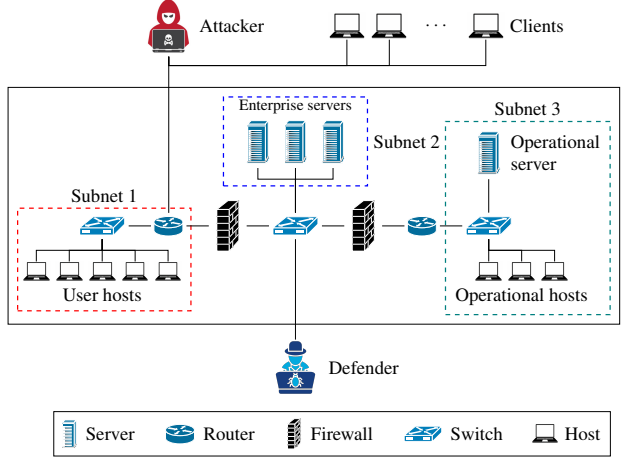 Attacker
· · ·
Clients
Subnet 3
Enterprise servers
Subnet 2
Operational
server
Subnet 1
User hosts
Operational hosts
Defender
Server
Router
Firewall
Switch
Host